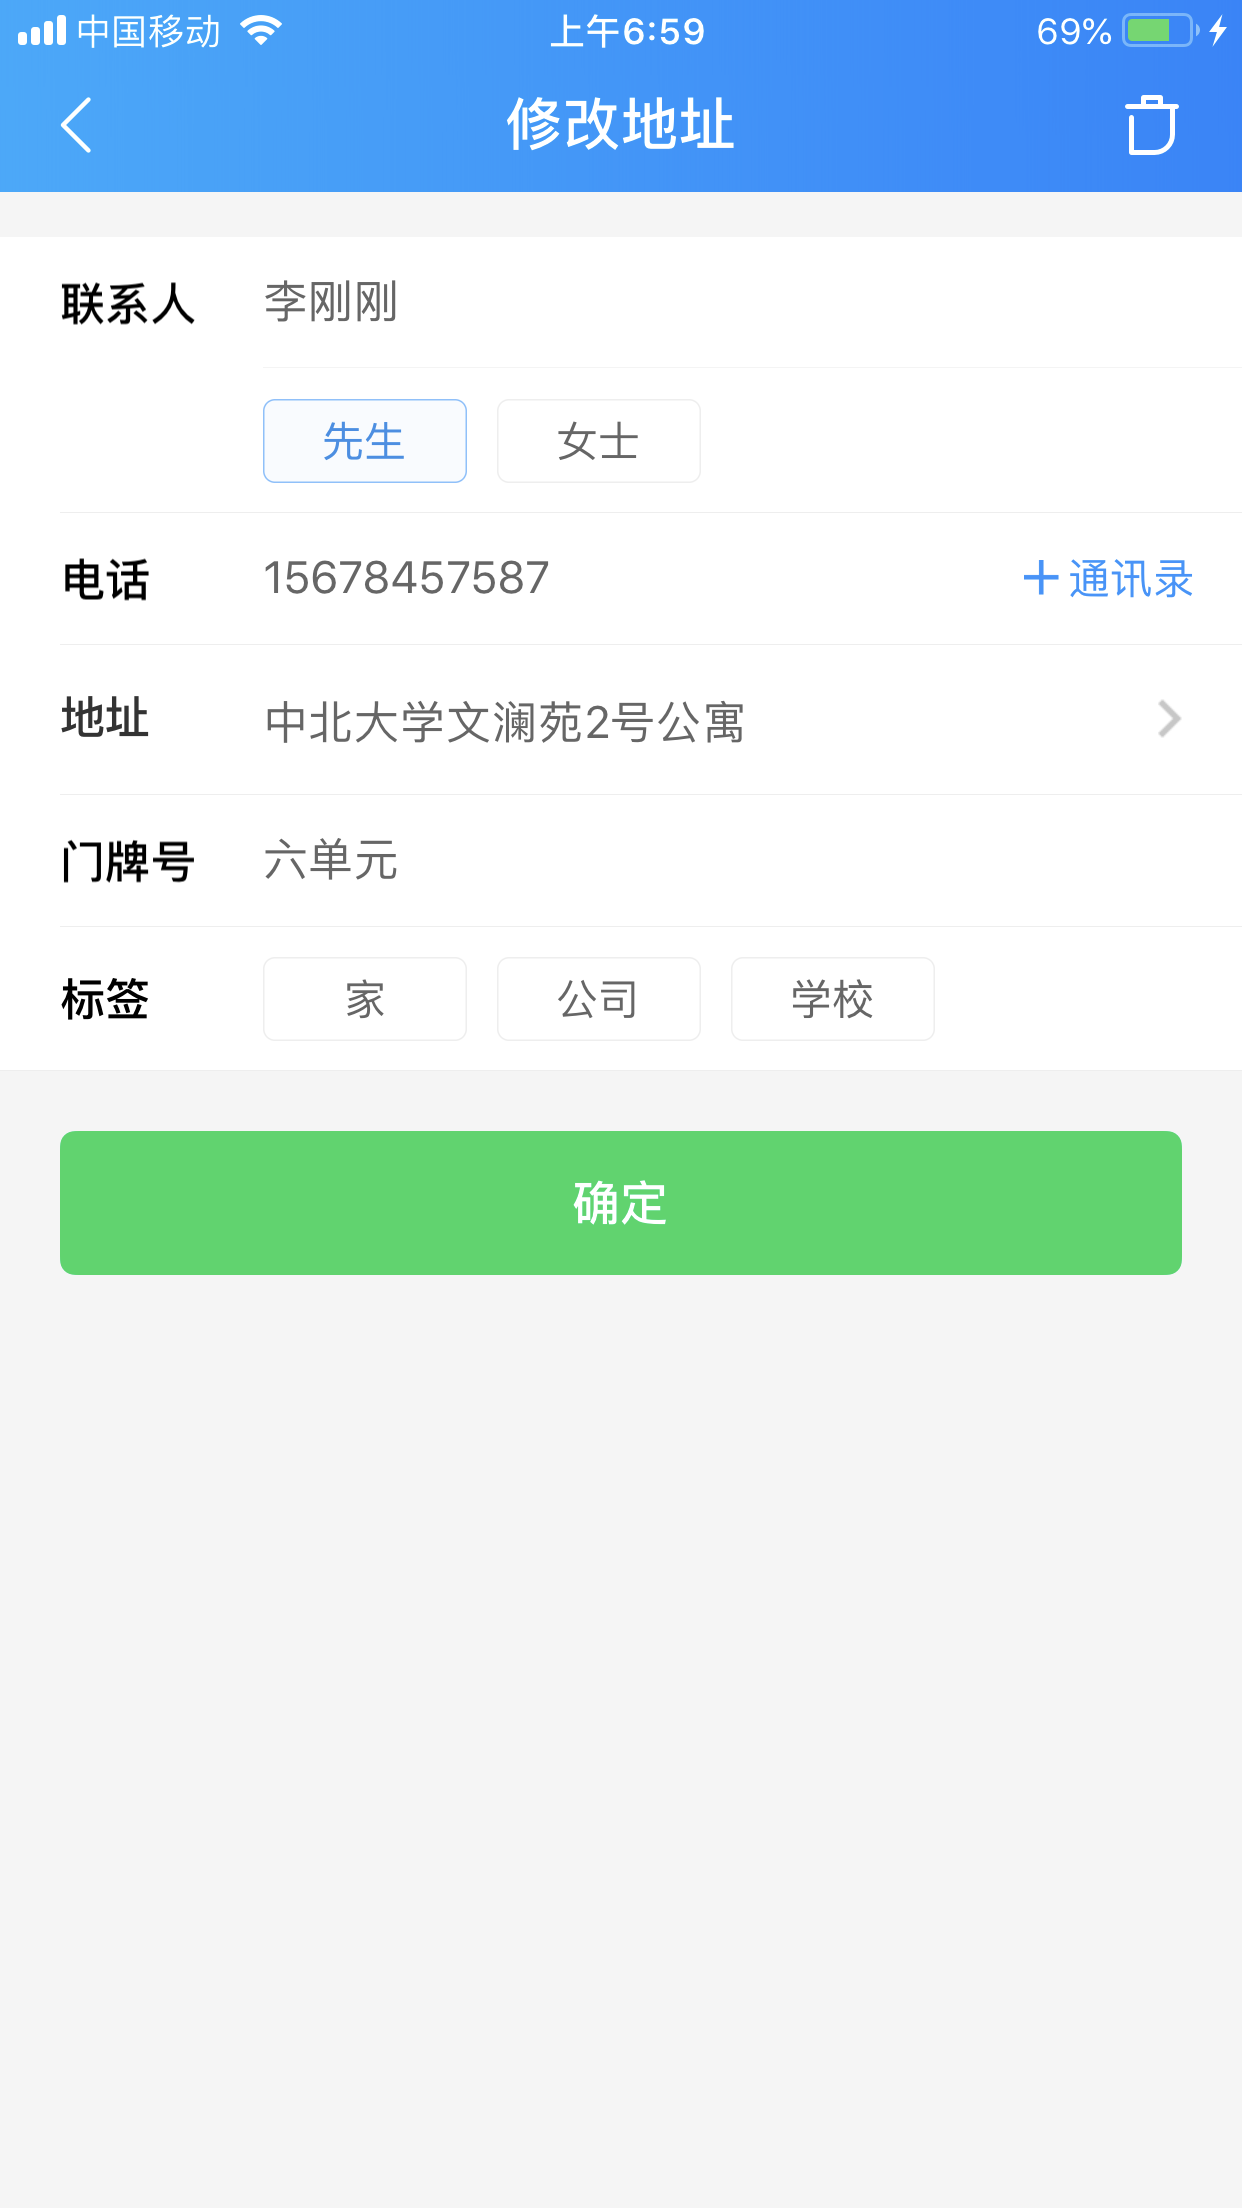 中国移动 上午6:59 69%
修改地址
联系人 李刚刚
先生 女士
电话 15678457587 +通讯录
地址 中北大学文澜苑2号公寓
门牌号 六单元
标签 家 公司 学校
确定